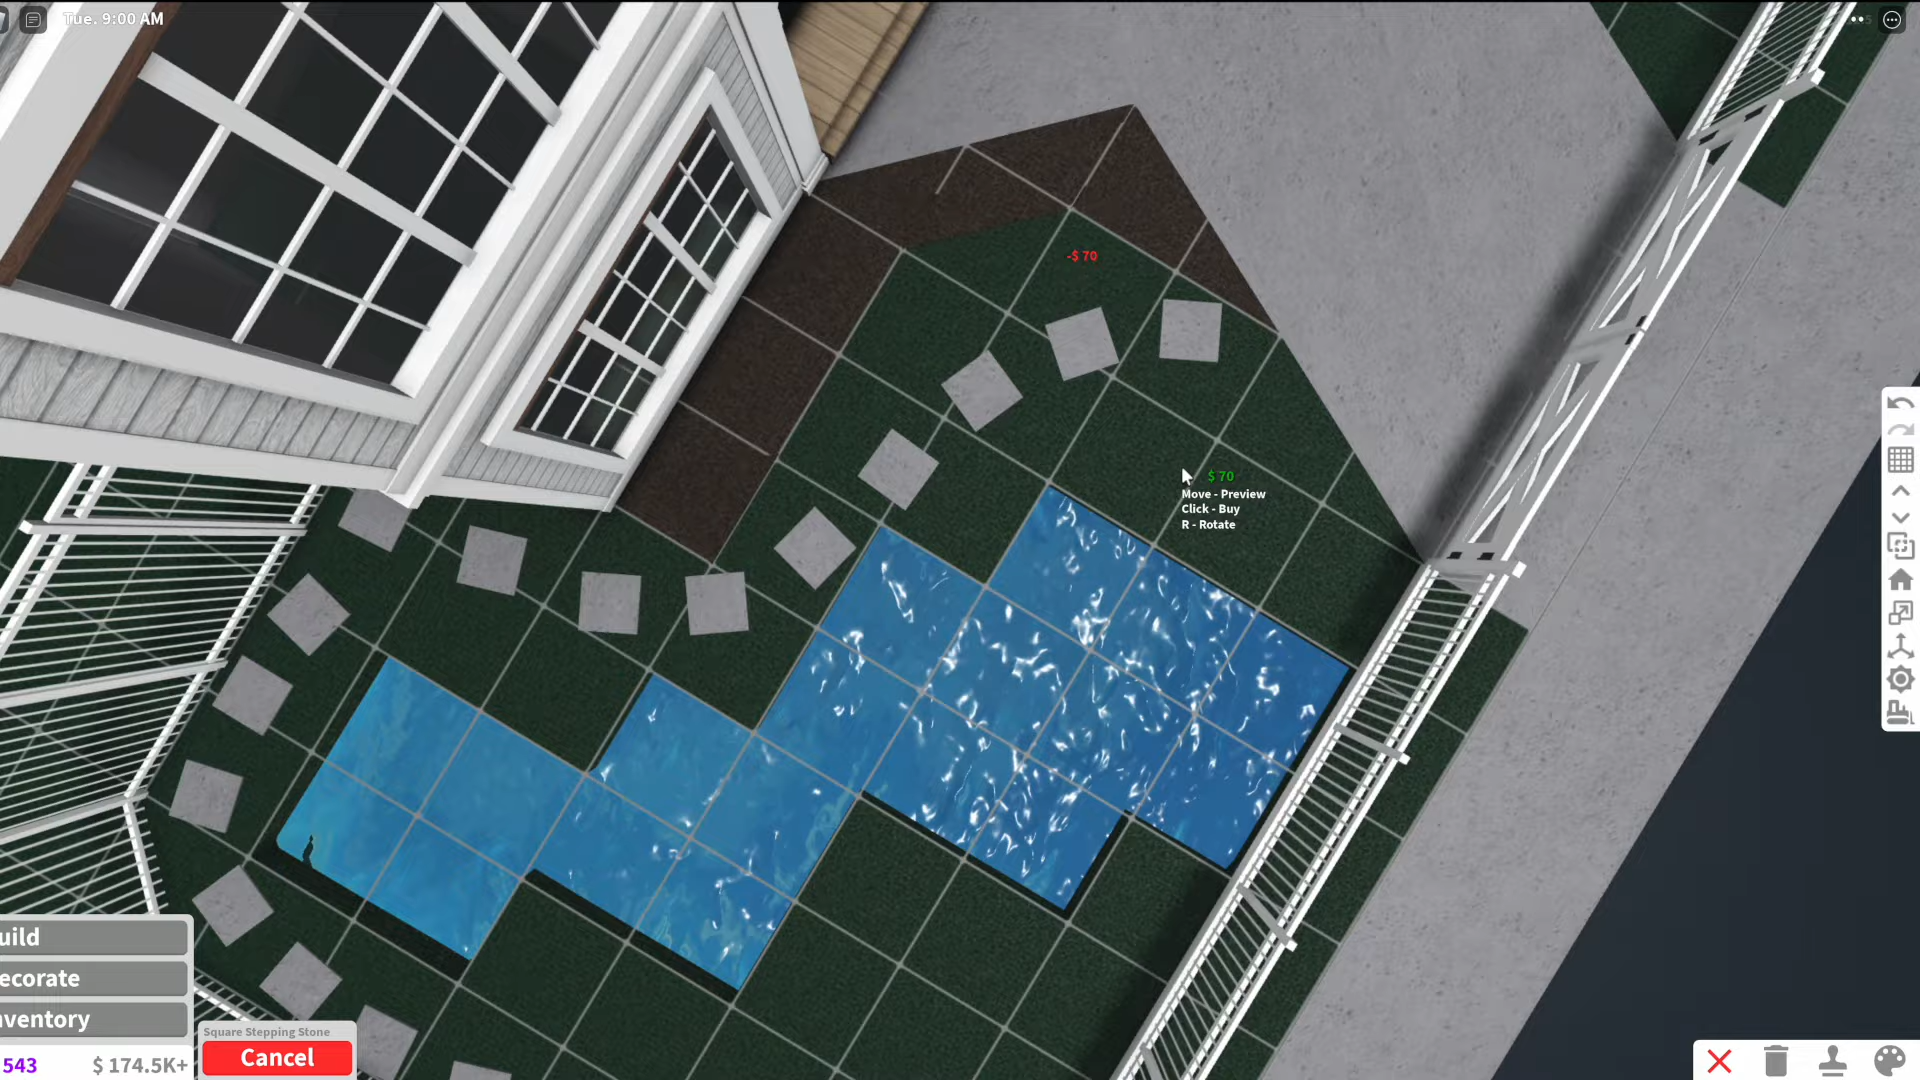 Tue. 9:00 AM
-$ 70
$ 70
Move - Preview
Click - Buy
R - Rotate
uild
ecorate
nventory
543
$ 174.5K+
Square Stepping Stone
Cancel